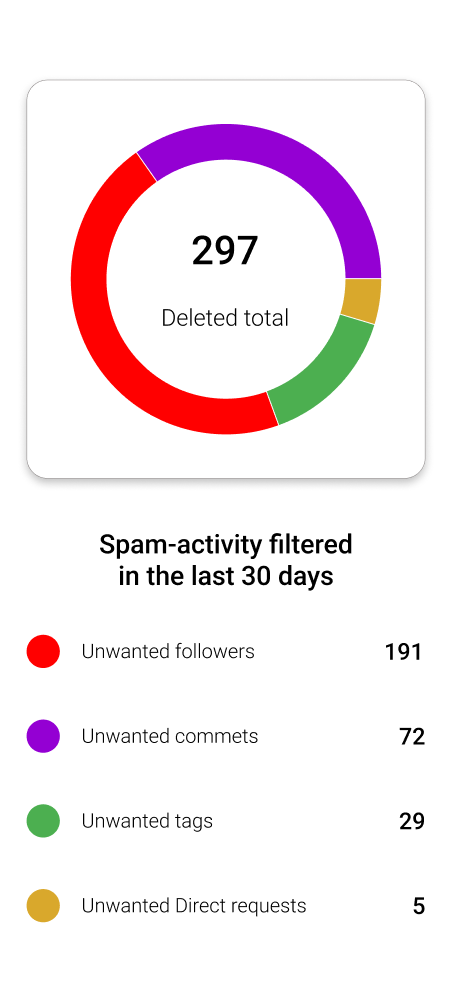 297
Deleted total
Spam-activity filtered
in the last 30 days
Unwanted followers 191
Unwanted commets 72
Unwanted tags 29
Unwanted Direct requests 5